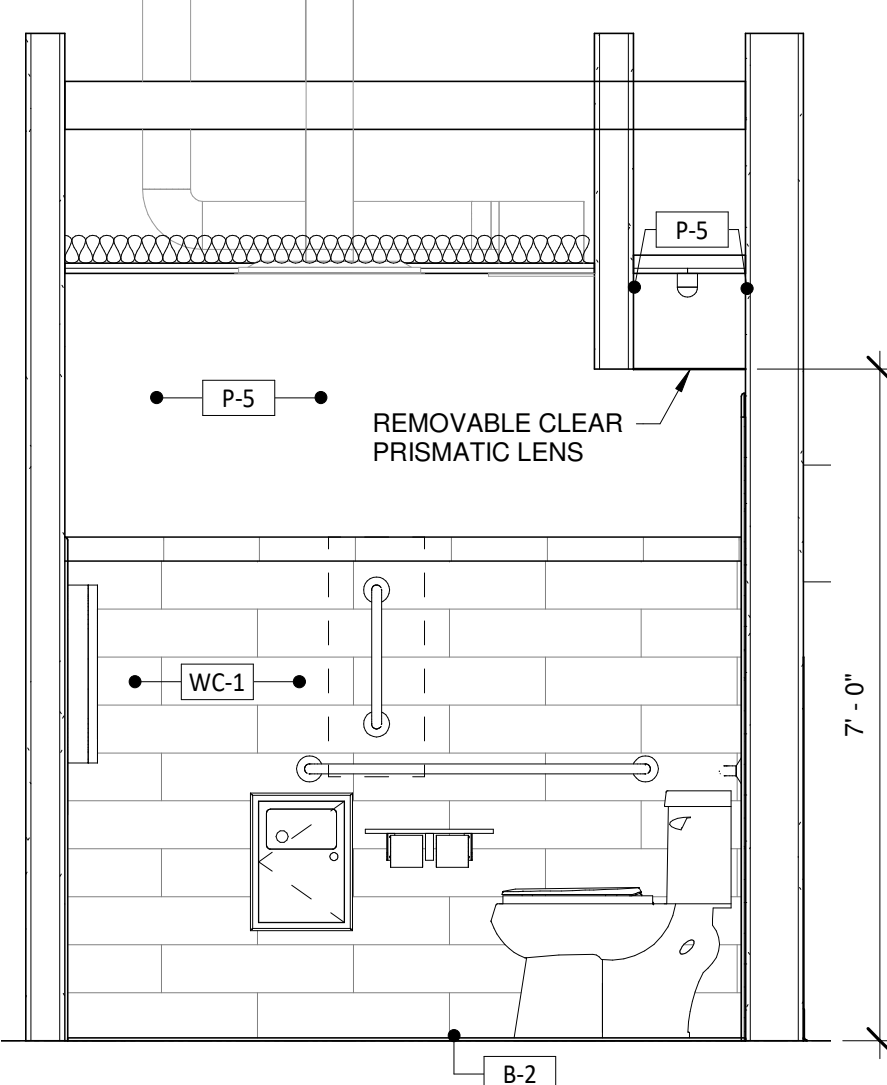 P-5
P-5
REMOVABLE CLEAR
PRISMATIC LENS
WC-1
7' - 0"
B-2